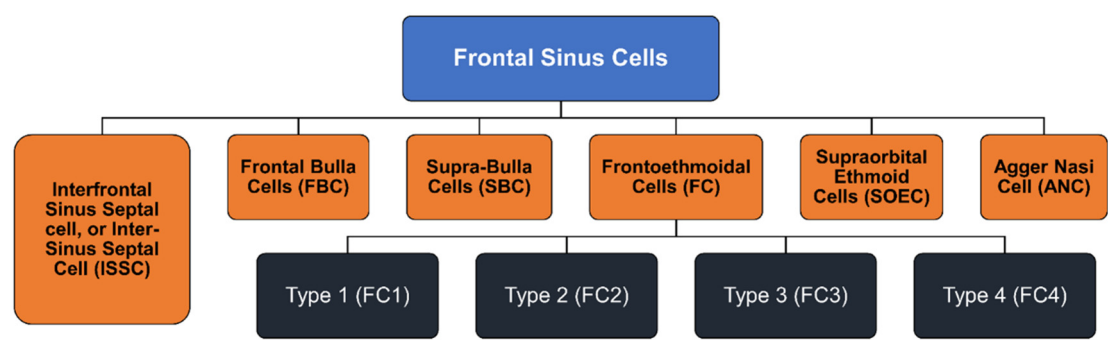 Frontal Sinus Cells
Interfrontal
Sinus Septal
cell, or Inter-
Sinus Septal
Cell (ISSC)
Frontal Bulla
Cells (FBC)
Supra-Bulla
Cells (SBC)
Frontoethmoidal
Cells (FC)
Supraorbital
Ethmoid
Cells (SOEC)
Agger Nasi
Cell (ANC)
Type 1 (FC1)
Type 2 (FC2)
Type 3 (FC3)
Type 4 (FC4)